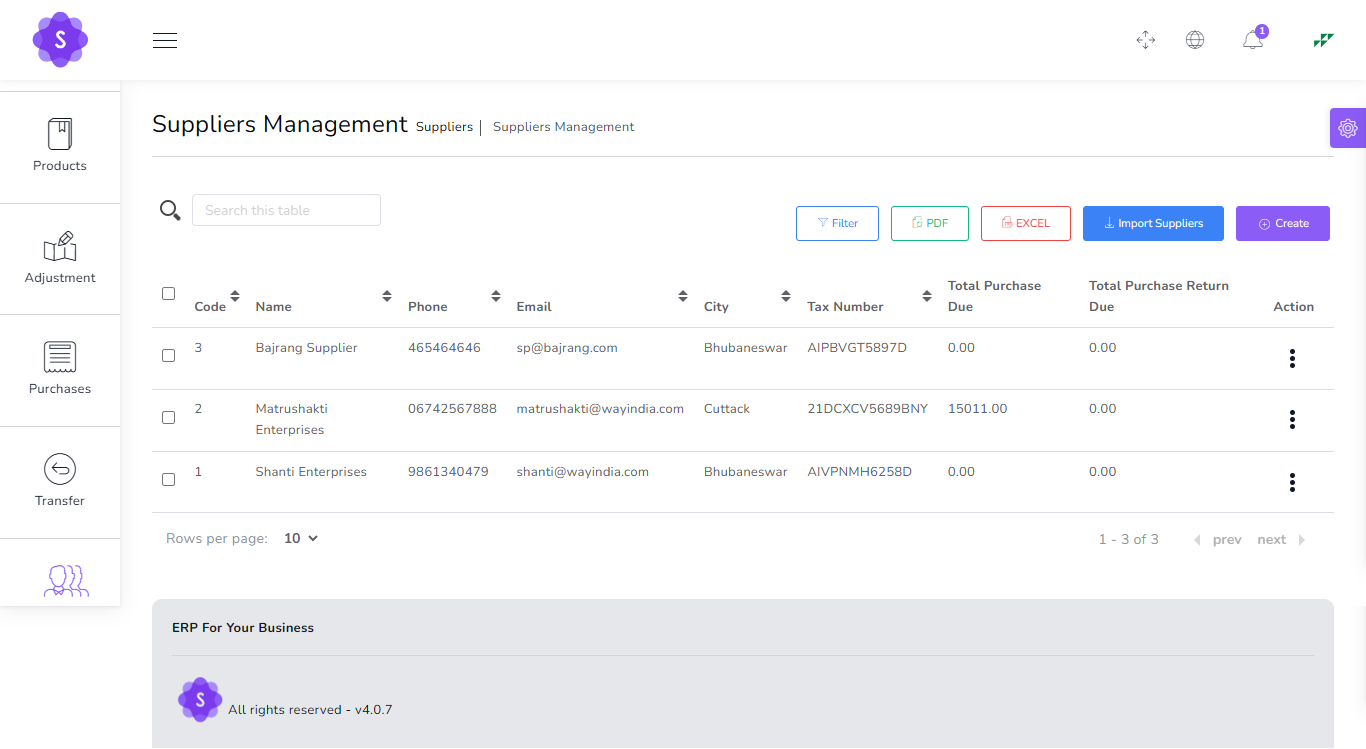 S
1
Products
Adjustment
Purchases
Transfer
Suppliers Management Suppliers | Suppliers Management
Search this table
Filter PDF EXCEL Import Suppliers Create
Code Name Phone Email City Tax Number Total Purchase Due Total Purchase Return Due Action
3 Bajrang Supplier 465464646 sp@bajrang.com Bhubaneswar AIPBVGT5897D 0.00 0.00
2 Matrushakti Enterprises 06742567888 matrushakti@wayindia.com Cuttack 21DCXCV5689BNY 15011.00 0.00
1 Shanti Enterprises 9861340479 shanti@wayindia.com Bhubaneswar AIVPNMH6258D 0.00 0.00
Rows per page: 10 1 - 3 of 3 prev next
ERP For Your Business
S All rights reserved - v4.0.7